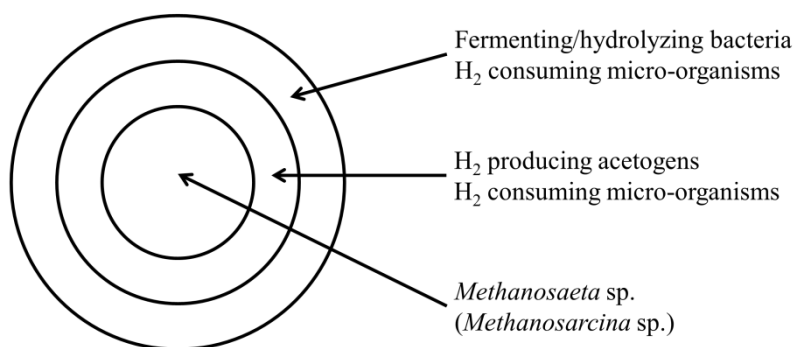 Fermenting/hydrolyzing bacteria
H₂ consuming micro-organisms
H₂ producing acetogens
H₂ consuming micro-organisms
Methanosaeta sp.
(Methanosarcina sp.)